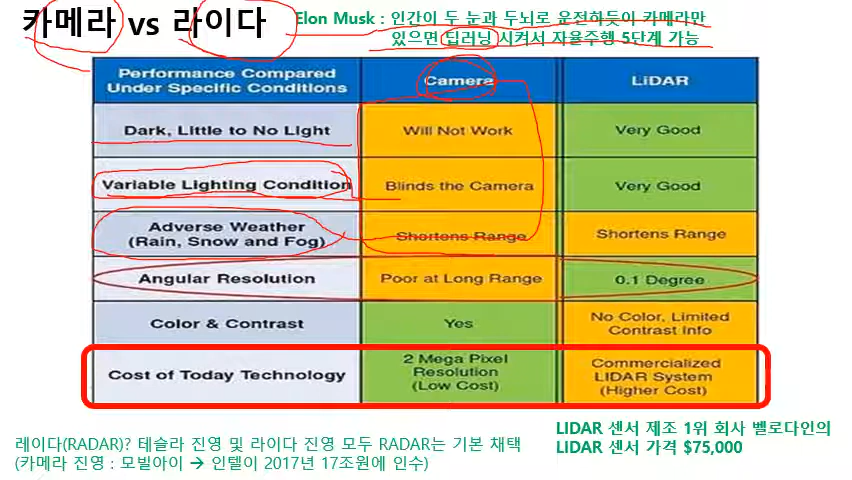 카메라 vs 라이다
Elon Musk : 인간이 두 눈과 두뇌로 운전하듯이 카메라만
있으면 딥러닝 시켜서 자율주행 5단계 가능
Performance Compared
Under Specific Conditions
Camera
LiDAR
Dark, Little to No Light
Will Not Work
Very Good
Variable Lighting Condition
Blinds the Camera
Very Good
Adverse Weather
(Rain, Snow and Fog)
Shortens Range
Shortens Range
Angular Resolution
Poor at Long Range
0.1 Degree
Color & Contrast
Yes
No Color, Limited
Contrast Info
Cost of Today Technology
2 Mega Pixel
Resolution
(Low Cost)
Commercialized
LIDAR System
(Higher Cost)
레이다(RADAR)? 테슬라 진영 및 라이다 진영 모두 RADAR는 기본 채택
(카메라 진영 : 모빌아이 → 인텔이 2017년 17조원에 인수)
LIDAR 센서 제조 1위 회사 벨로다인의
LIDAR 센서 가격 $75,000